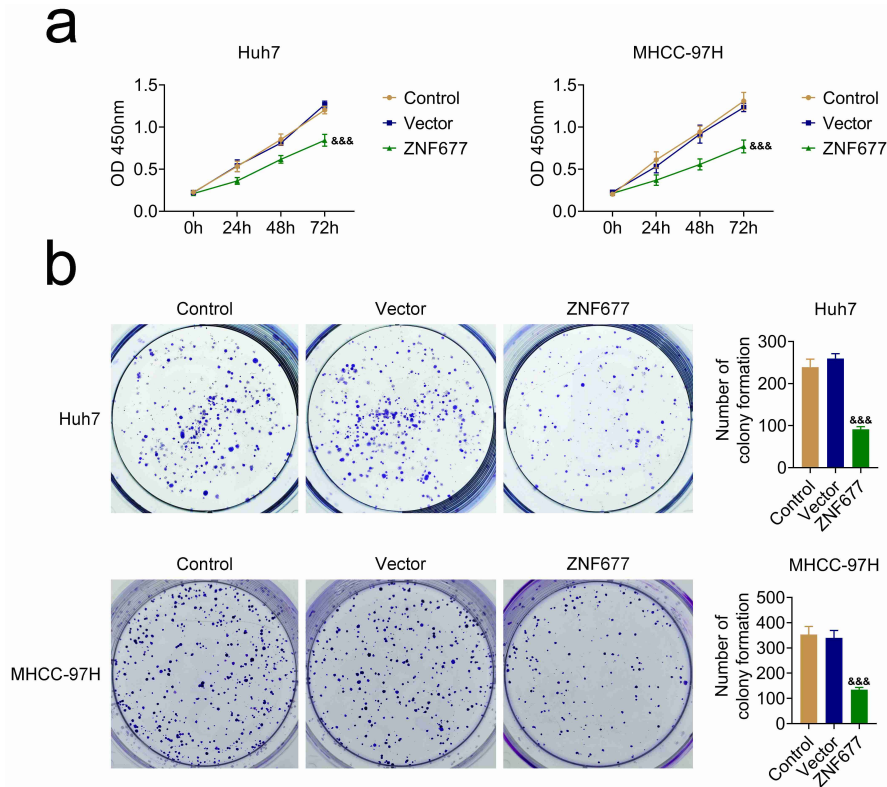 a
Huh7
OD 450nm
1.5
1.0
0.5
0.0
0h 24h 48h 72h
&&&
Control
Vector
ZNF677
MHCC-97H
OD 450nm
1.5
1.0
0.5
0.0
0h 24h 48h 72h
&&&
Control
Vector
ZNF677
b
Control Vector ZNF677
Huh7
Huh7
Number of
colony formation
300
200
100
0
&&&
Control
Vector
ZNF677
Control Vector ZNF677
MHCC-97H
MHCC-97H
Number of
colony formation
500
400
300
200
100
0
&&&
Control
Vector
ZNF677